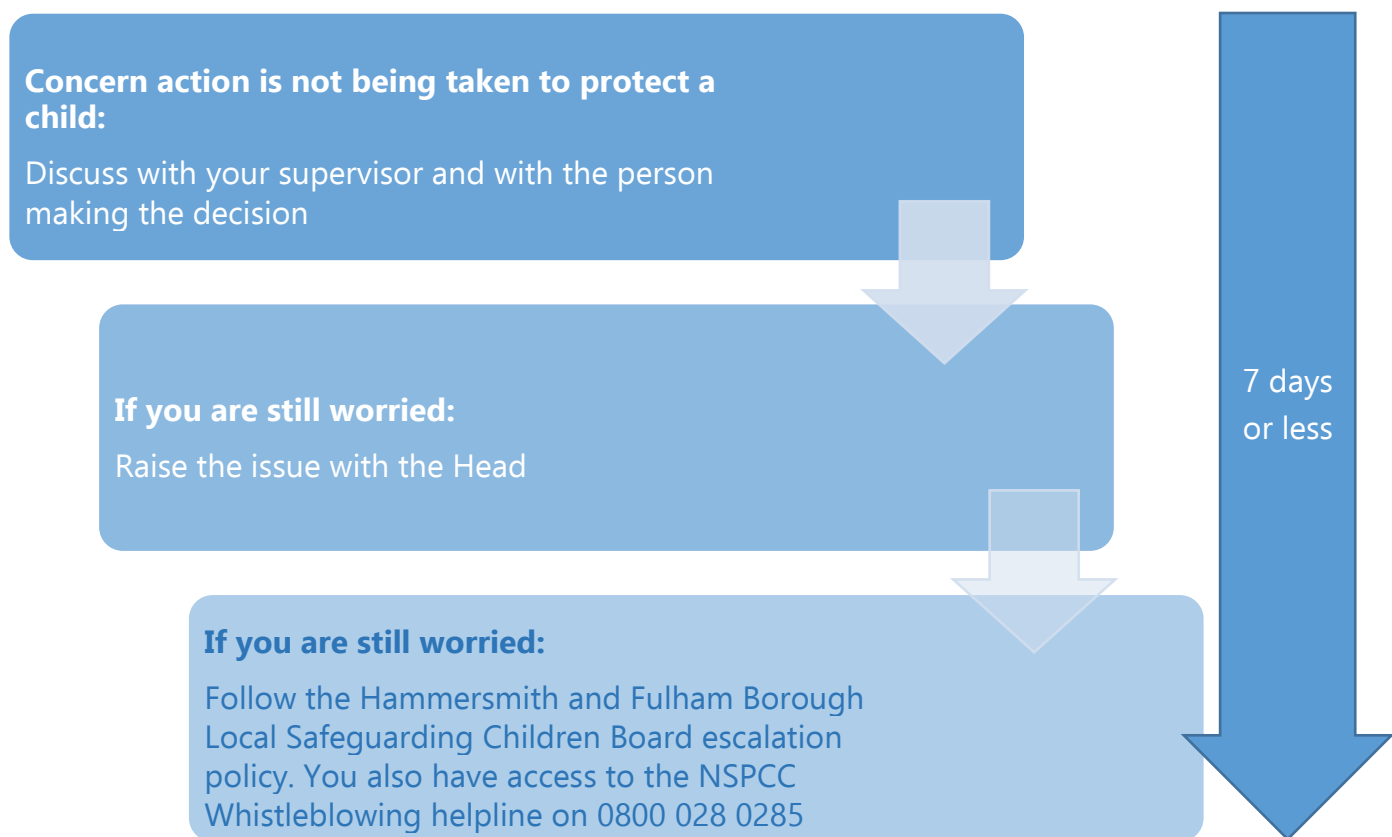 Concern action is not being taken to protect a
child:
Discuss with your supervisor and with the person
making the decision
If you are still worried:
Raise the issue with the Head
If you are still worried:
Follow the Hammersmith and Fulham Borough
Local Safeguarding Children Board escalation
policy. You also have access to the NSPCC
Whistleblowing helpline on 0800 028 0285
7 days
or less